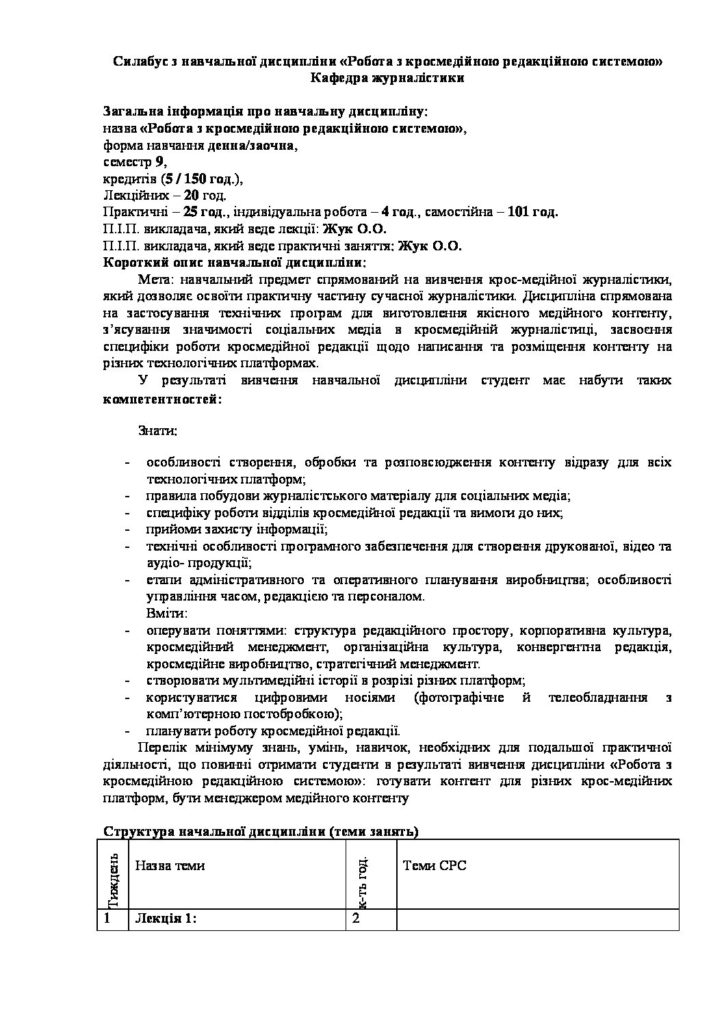 Силабус з навчальної дисципліни «Робота з кросмедійною редакційною системою»
Кафедра журналістики
Загальна інформація про навчальну дисципліну:
назва «Робота з кросмедійною редакційною системою»,
форма навчання денна/заочна,
семестр 9,
кредитів (5 / 150 год.),
Лекційних – 20 год.
Практичні – 25 год., індивідуальна робота – 4 год., самостійна – 101 год.
П.І.П. викладача, який веде лекції: Жук О.О.
П.І.П. викладача, який веде практичні заняття: Жук О.О.
Короткий опис навчальної дисципліни:
Мета: навчальний предмет спрямований на вивчення крос-медійної журналістики,
який дозволяє освоїти практичну частину сучасної журналістики. Дисципліна спрямована
на застосування технічних програм для виготовлення якісного медійного контенту,
з’ясування значимості соціальних медіа в кросмедійній журналістиці, засвоєння
специфіки роботи кросмедійної редакції щодо написання та розміщення контенту на
різних технологічних платформах.
У результаті вивчення навчальної дисципліни студент має набути таких
компетентностей:
Знати:
- особливості створення, обробки та розповсюдження контенту відразу для всіх
технологічних платформ;
- правила побудови журналістського матеріалу для соціальних медіа;
- специфіку роботи відділів кросмедійної редакції та вимоги до них;
- прийоми захисту інформації;
- технічні особливості програмного забезпечення для створення друкованої, відео та
аудіо- продукції;
- етапи адміністративного та оперативного планування виробництва; особливості
управління часом, редакцією та персоналом.
Вміти:
- оперувати поняттями: структура редакційного простору, корпоративна культура,
кросмедійний менеджмент, організаційна культура, конвергентна редакція,
кросмедійне виробництво, стратегічний менеджмент.
- створювати мультимедійні історії в розрізі різних платформ;
- користуватися цифровими носіями (фотографічне й телеобладнання з
комп’ютерною постобробкою);
- планувати роботу кросмедійної редакції.
Перелік мінімуму знань, умінь, навичок, необхідних для подальшої практичної
діяльності, що повинні отримати студенти в результаті вивчення дисципліни «Робота з
кросмедійною редакційною системою»: готувати контент для різних крос-медійних
платформ, бути менеджером медійного контенту
Структура начальної дисципліни (теми занять)
Тиждень
Назва теми
к-ть год.
Теми СРС
1 Лекція 1: 2